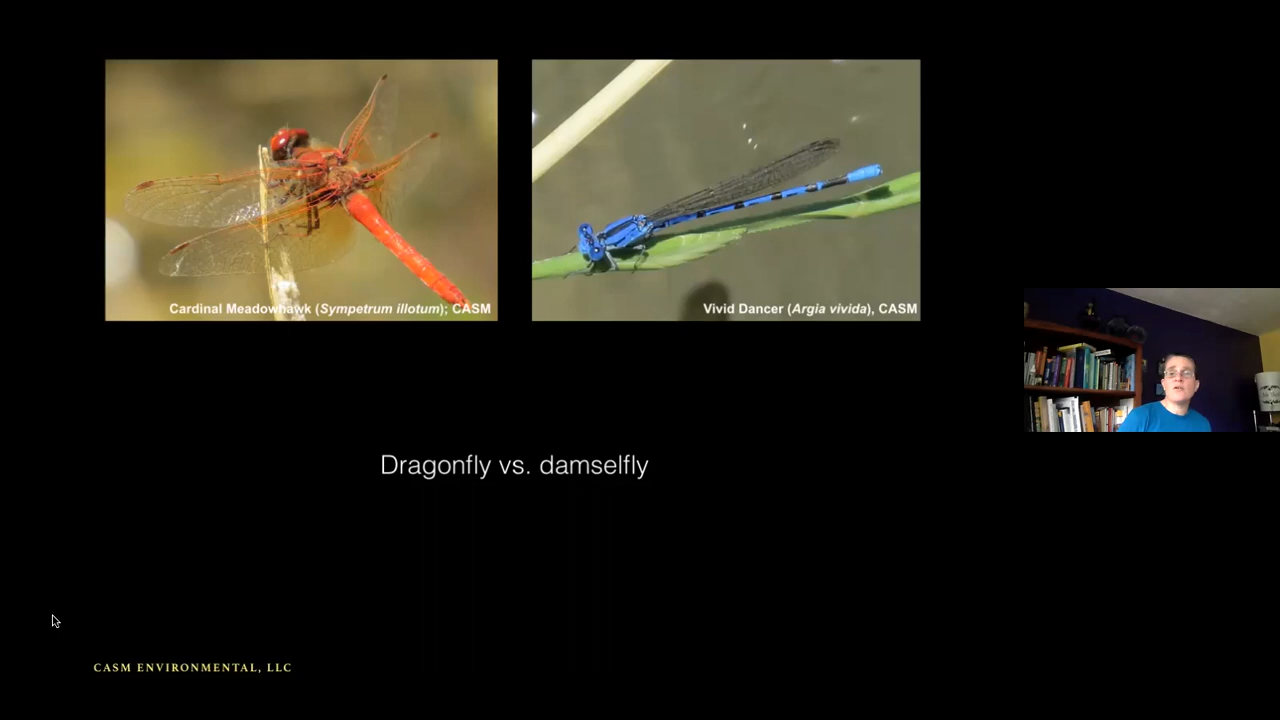 Cardinal Meadowhawk (Sympetrum illotum); CASM
Vivid Dancer (Argia vivida), CASM
Dragonfly vs. damselfly
CASM ENVIRONMENTAL, LLC